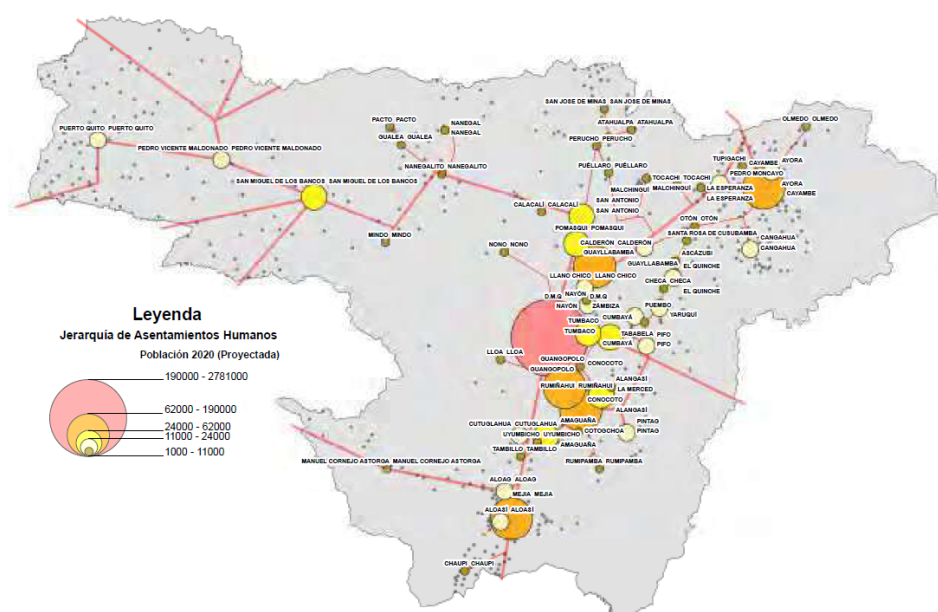 SAN JOSE DE MINAS SAN JOSE DE MINAS
OLMEDO OLMEDO
PACTO PACTO
NANEGAL
NANEGAL
ATAHUALPA ATAHUALPA
PUERTO QUITO PUERTO QUITO
GUALEA GUALEA
PERUCHO PERUCHO
PEDRO VICENTE MALDONADO PEDRO VICENTE MALDONADO
TUPIGACHI
CAYAMBE AYORA
NANEGALITO NANEGALITO
PUÉLLARO PUÉLLARO
PEDRO MONCAYO
SAN MIGUEL DE LOS BANCOS SAN MIGUEL DE LOS BANCOS
TOCACHI TOCACHI
AYORA
MALCHINGUÍ
MALCHINGUÍ
LA ESPERANZA
CAYAMBE
LA ESPERANZA
SAN ANTONIO
SAN ANTONIO
CALACALÍ CALACALÍ
OTÓN OTÓN
POMASQUI POMASQUI
SANTA ROSA DE CUSUBAMBA
MINDO MINDO
CANGAHUA
CANGAHUA
NONO NONO
CALDERÓN CALDERÓN
GUAYLLABAMBA
ASCÁZUBI
GUAYLLABAMBA
EL QUINCHE
LLANO CHICO LLANO CHICO
CHECA CHECA
EL QUINCHE
NAYÓN
D.M.Q D.M.Q
NAYÓN
ZÁMBIZA
PUEMBO
YARUQUÍ
TUMBACO
CUMBAYÁ
TUMBACO
TABABELA
PIFO
CUMBAYÁ
PIFO
LLOA LLOA
GUANGOPOLO
CONOCOTO
GUANGOPOLO
ALANGASÍ
RUMIÑAHUI RUMIÑAHUI
LA MERCED
CONOCOTO
ALANGASÍ
AMAGUAÑA
PINTAG
PINTAG
CUTUGLAHUA CUTUGLAHUA
UYUMBICHO UYUMBICHO
COTOGCHOA
TAMBILLO TAMBILLO
AMAGUAÑA
MANUEL CORNEJO ASTORGA MANUEL CORNEJO ASTORGA
RUMIPAMBA RUMIPAMBA
ALOAG ALOAG
MEJIA MEJIA
ALOASÍ ALOASÍ
CHAUPI CHAUPI
Leyenda
Jerarquía de Asentamientos Humanos
Población 2020 (Proyectada)
190000 - 2781000
62000 - 190000
24000 - 62000
11000 - 24000
1000 - 11000